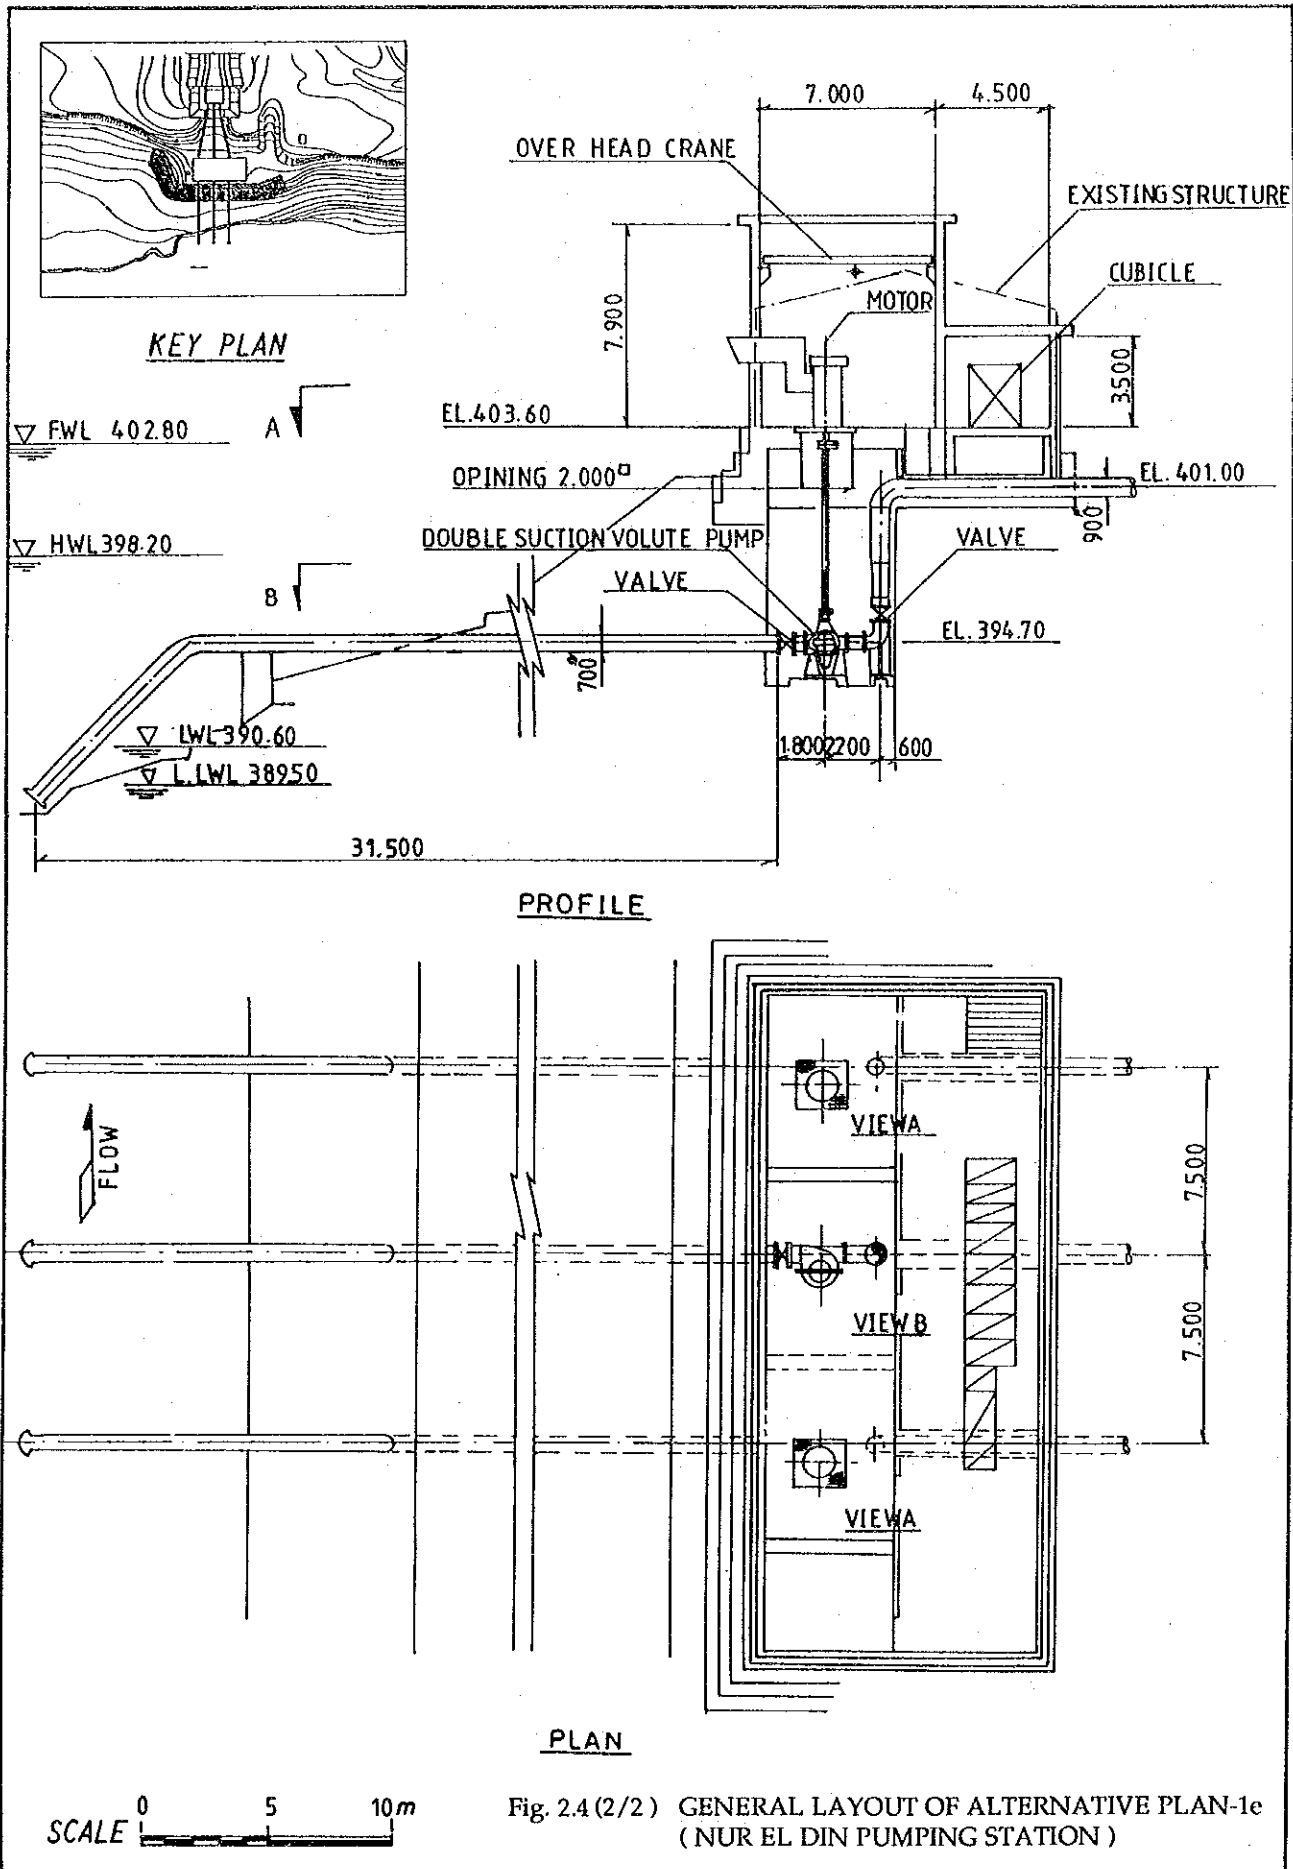 7.000
4.500
OVER HEAD CRANE
EXISTING STRUCTURE
CUBICLE
MOTOR
7.900
3.500
KEY PLAN
A
FWL 402.80
EL.403.60
OPINING 2.000□
EL. 401.00
900
HWL 398.20
DOUBLE SUCTION VOLUTE PUMP
VALVE
B
VALVE
EL. 394.70
700
LWL 390.60
1.800
2200
600
L.LWL 389.50
31.500
PROFILE
VIEW A
FLOW
7.500
VIEW B
7.500
VIEW A
PLAN
SCALE 0 5 10m
Fig. 2.4 (2/2) GENERAL LAYOUT OF ALTERNATIVE PLAN-1e
( NUR EL DIN PUMPING STATION )